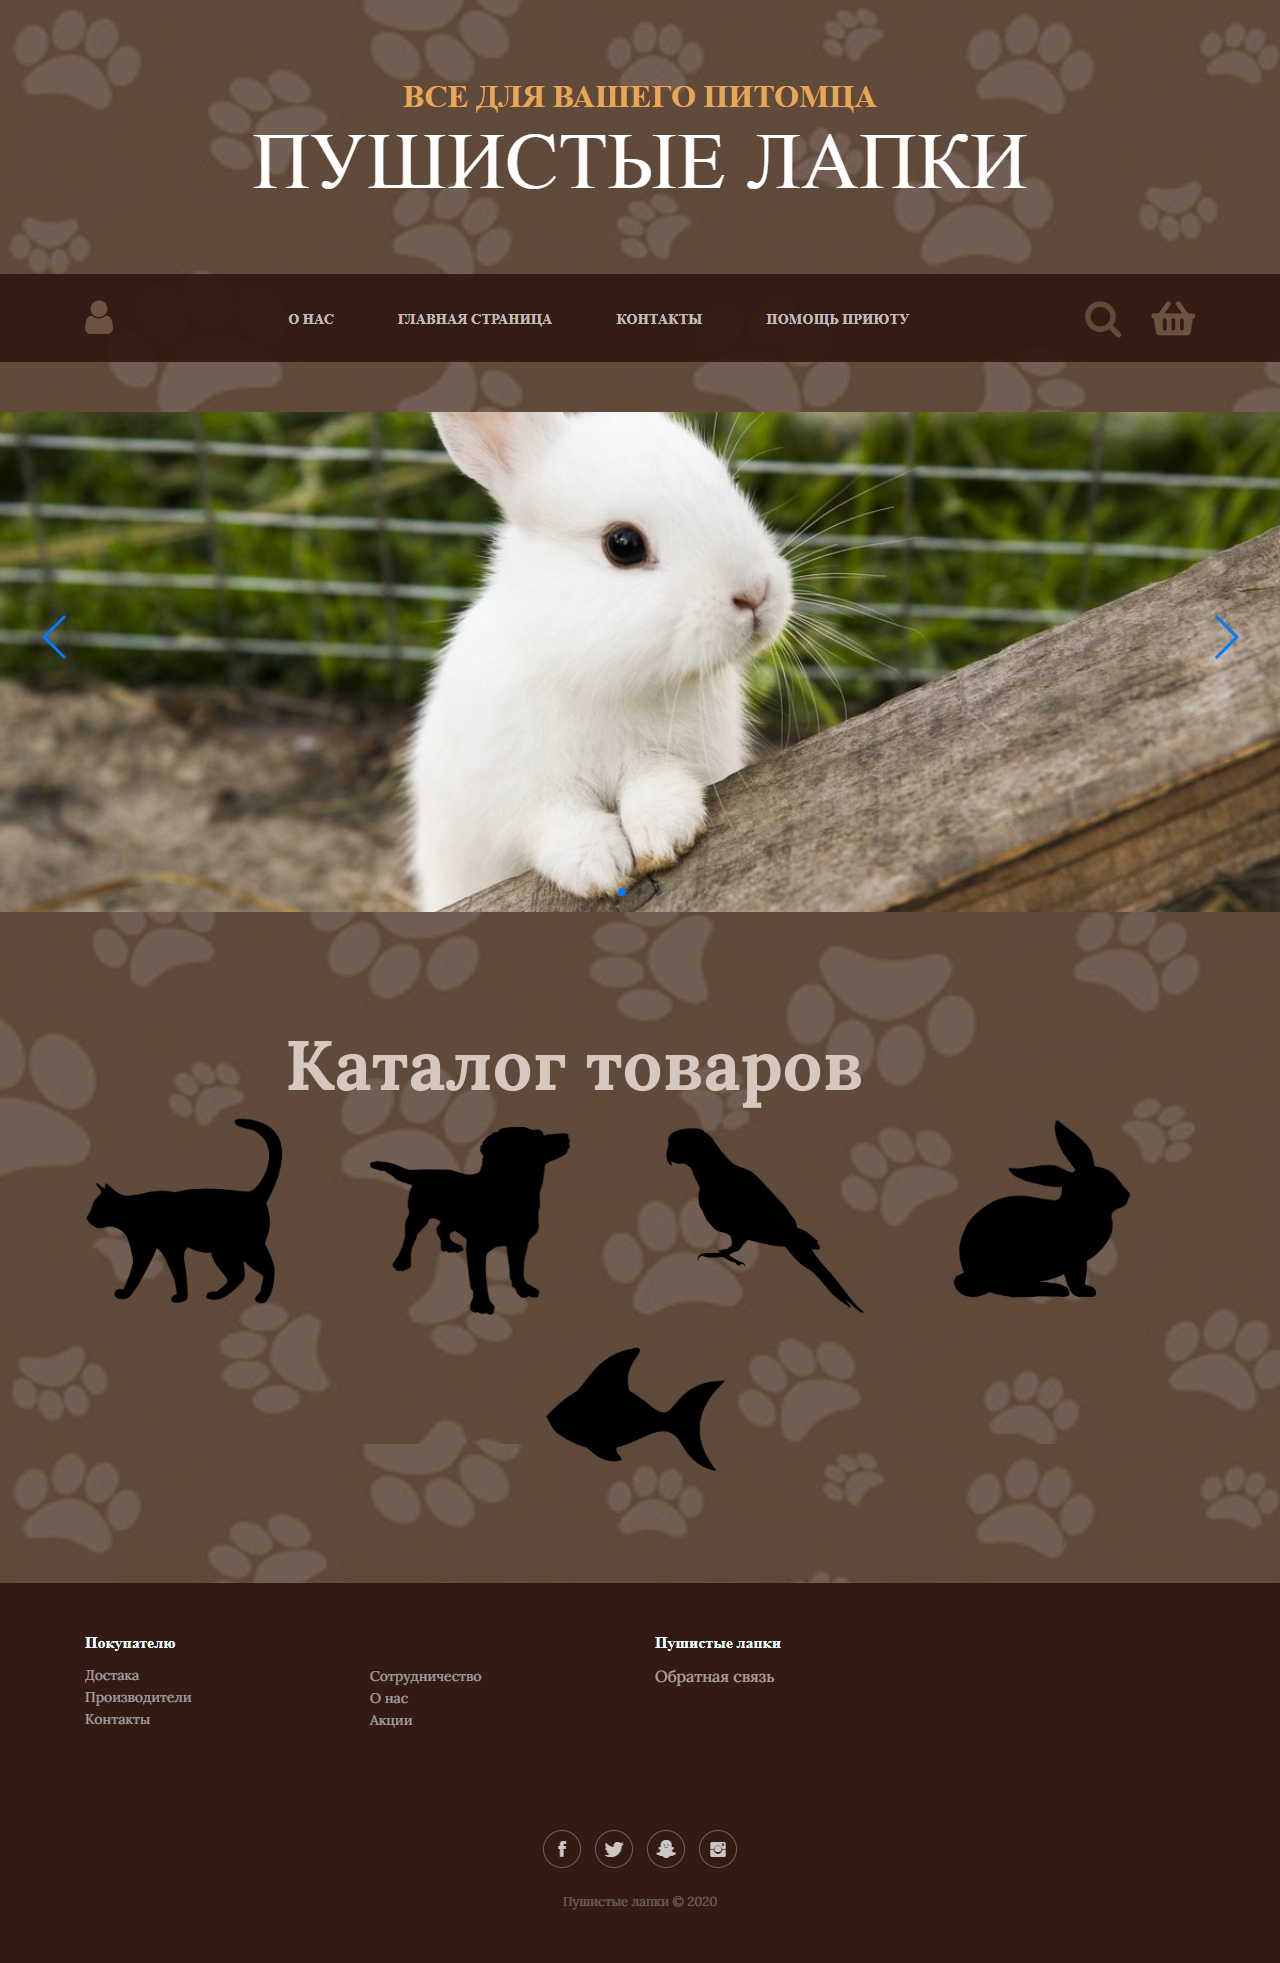 ВСЕ ДЛЯ ВАШЕГО ПИТОМЦА
ПУШИСТЫЕ ЛАПКИ
О НАС ГЛАВНАЯ СТРАНИЦА КОНТАКТЫ ПОМОЩЬ ПРИЮТУ
Каталог товаров
Покупателю
Достака
Производители
Контакты
Сотрудничество
О нас
Акции
Пушистые лапки
Обратная связь
Пушистые лапки © 2020